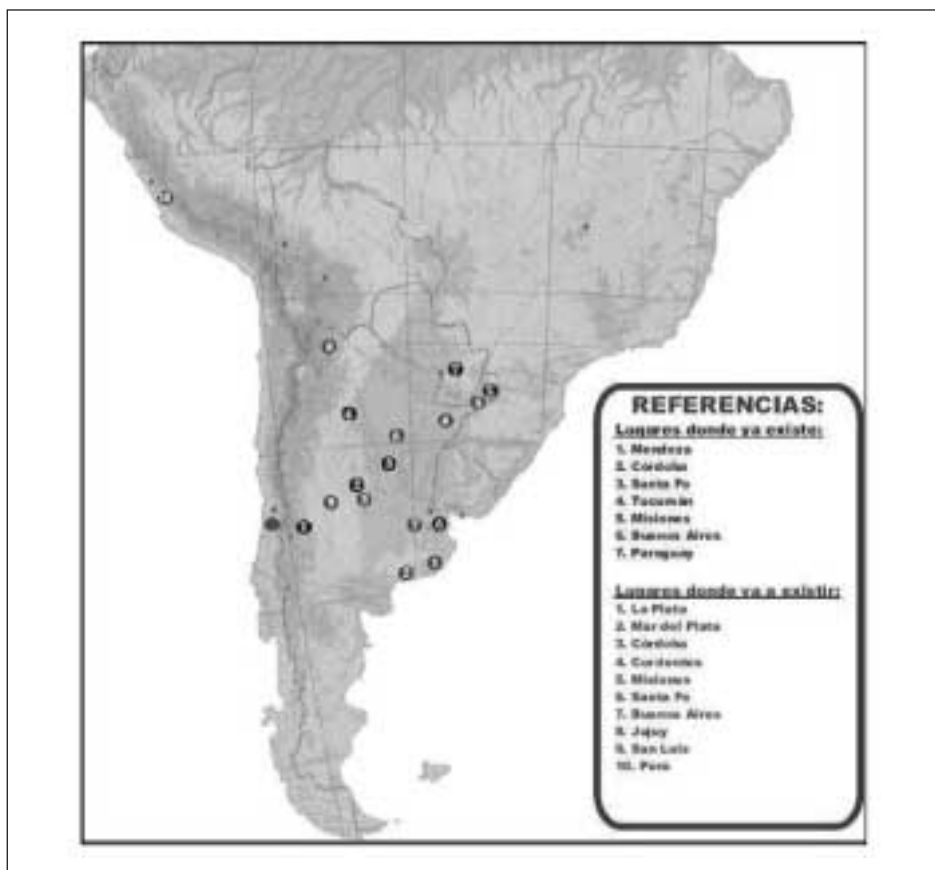 REFERENCIAS:
Lugares donde ya existe:
1. Mendoza
2. Córdoba
3. Santa Fe
4. Tucumán
5. Misiones
6. Buenos Aires
7. Paraguay
Lugares donde va a existir:
1. La Plata
2. Mar del Plata
3. Córdoba
4. Corrientes
5. Misiones
6. Santa Fe
7. Buenos Aires
8. Jujuy
9. San Luis
10. Perú